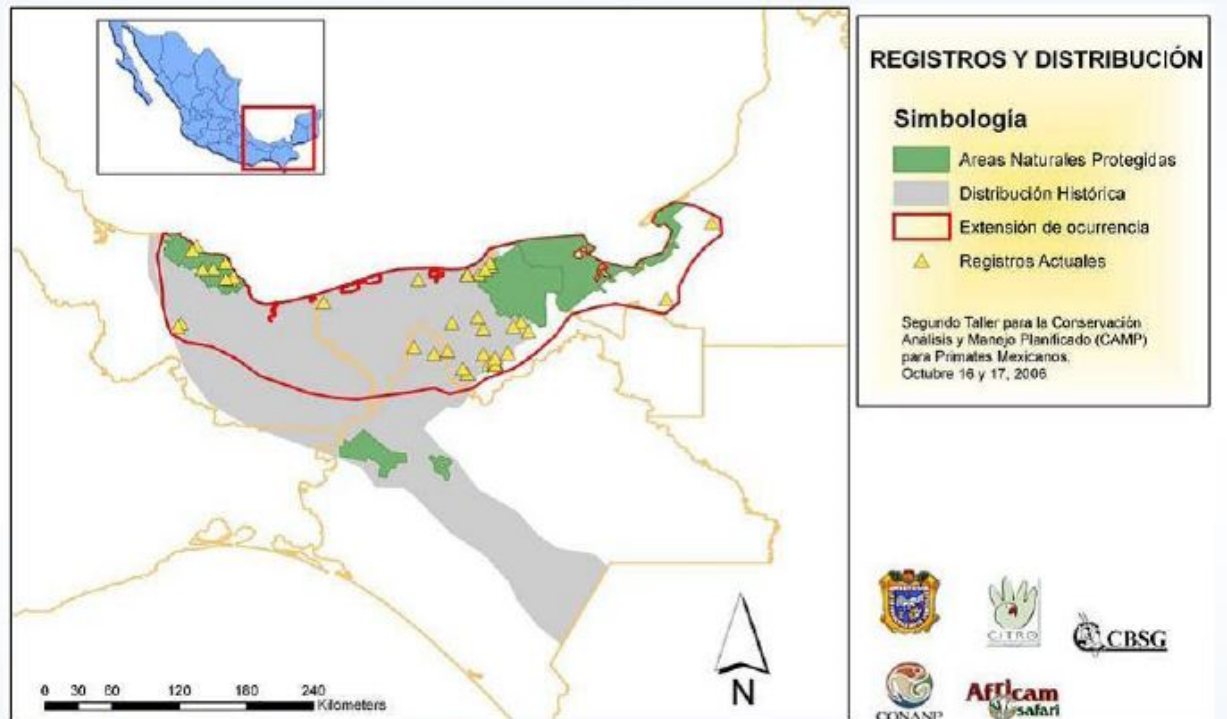 REGISTROS Y DISTRIBUCIÓN
Simbología
Areas Naturales Protegidas
Distribución Histórica
Extensión de ocurrencia
Registros Actuales
Segundo Taller para la Conservación
Análisis y Manejo Planificado (CAMP)
para Primates Mexicanos,
Octubre 16 y 17, 2006
N
0 30 60 120 180 240
Kilometers
CITRO
CBSG
CONANP
Africam
safari